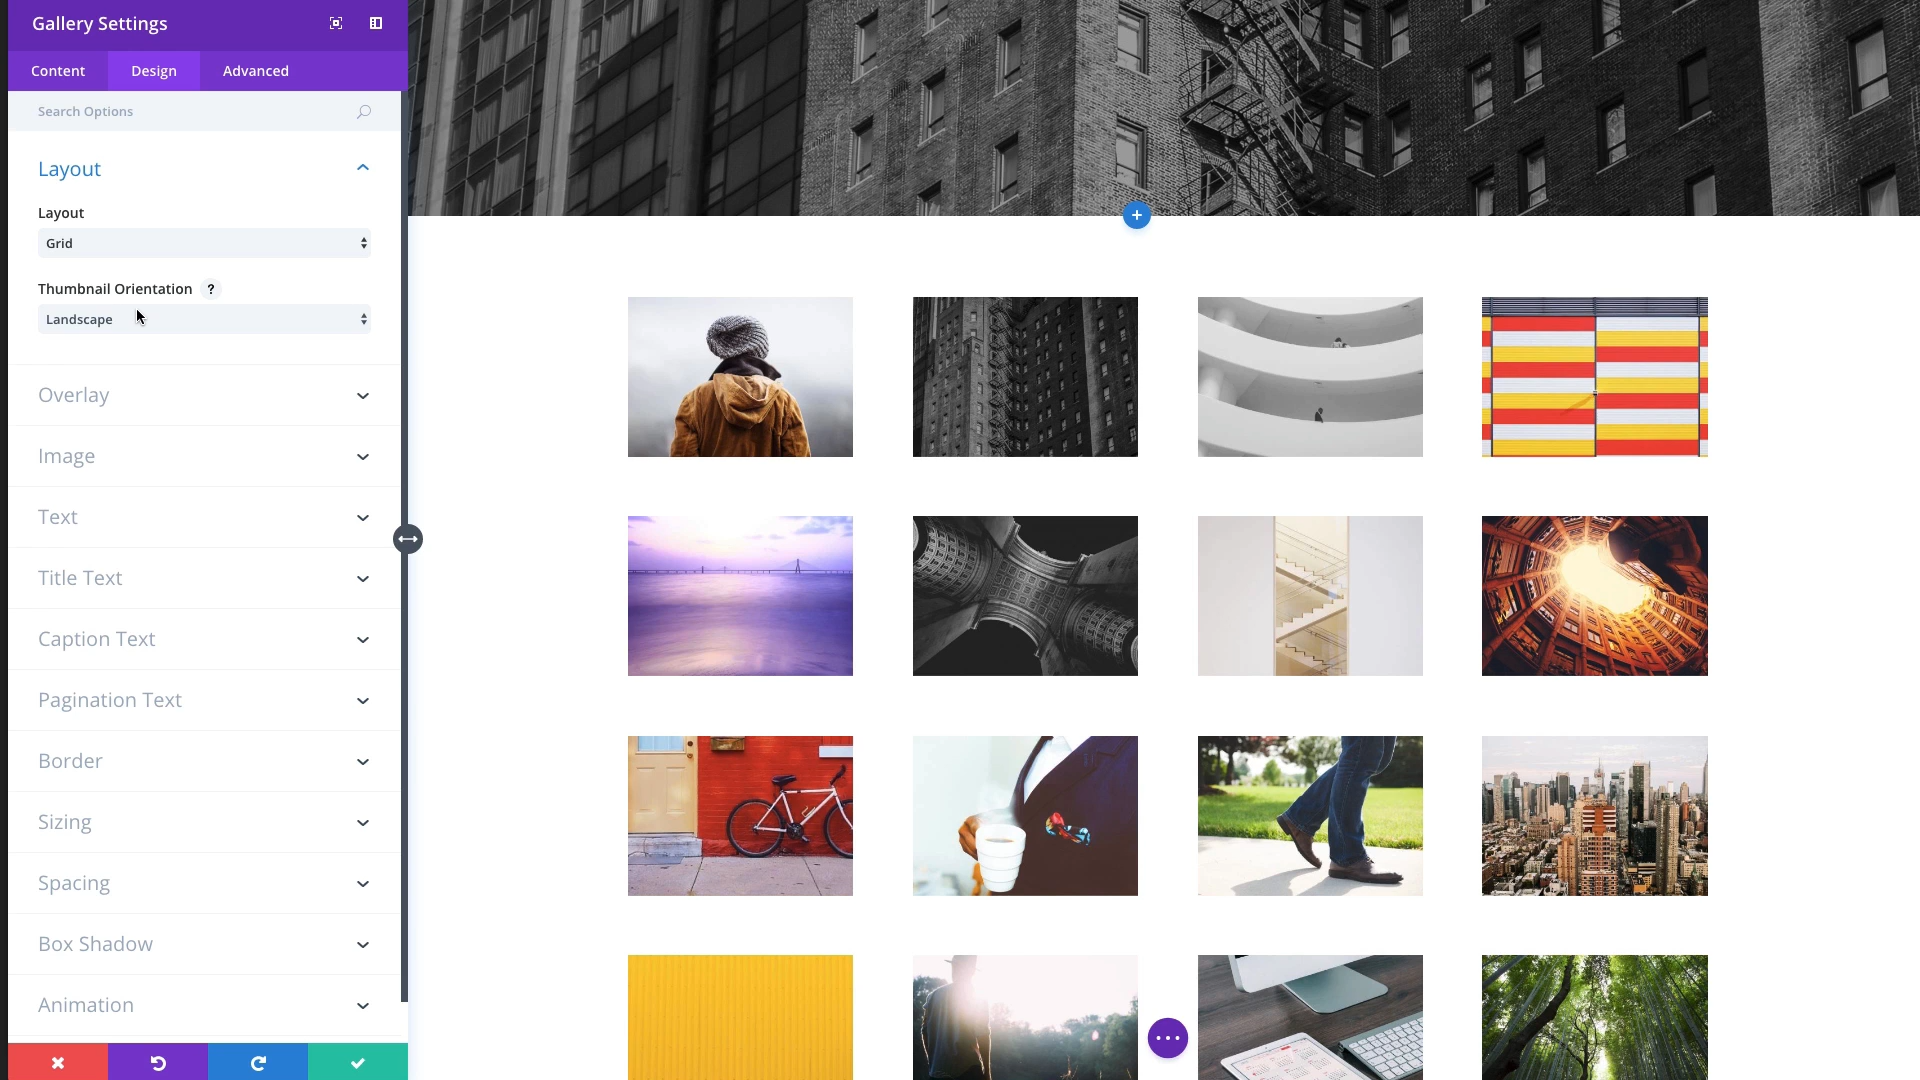 Gallery Settings
Content Design Advanced
Search Options
Layout
Layout
Grid
Thumbnail Orientation ?
Landscape
Overlay
Image
Text
Title Text
Caption Text
Pagination Text
Border
Sizing
Spacing
Box Shadow
Animation